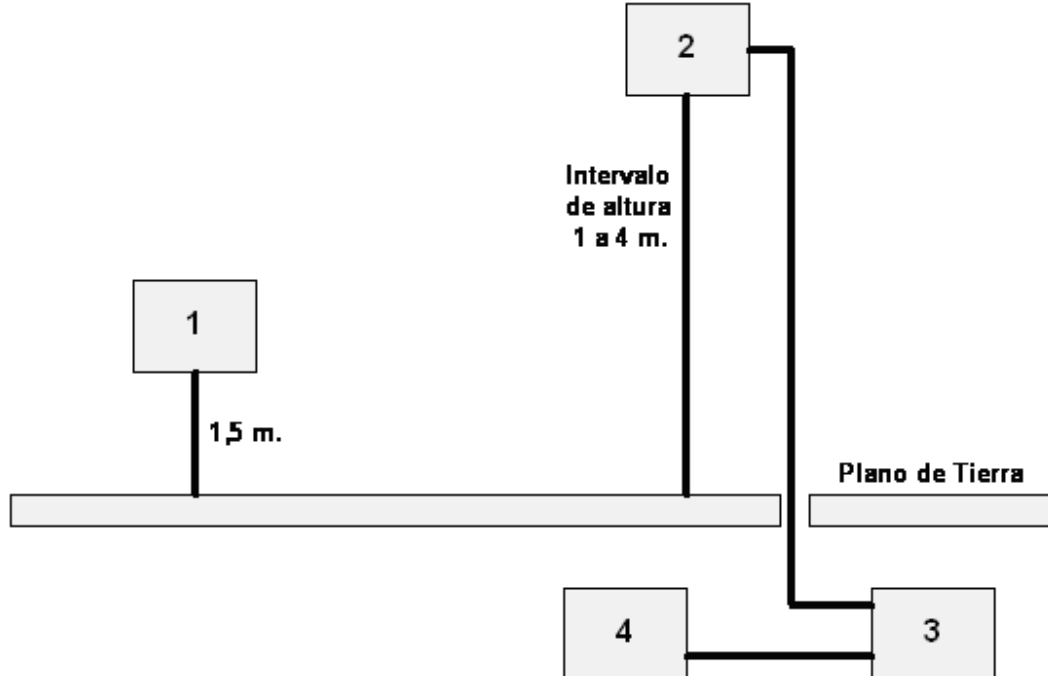 2
Intervalo
de altura
1 a 4 m.
1
1,5 m.
Plano de Tierra
4
3